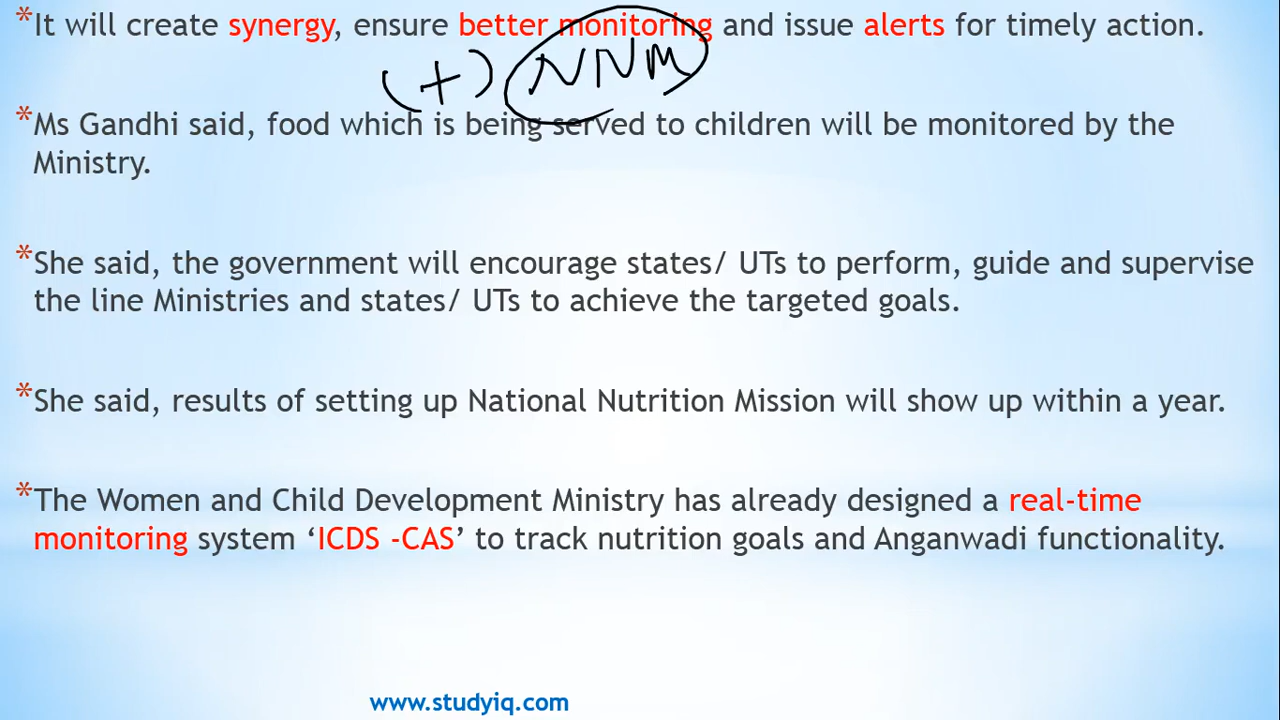 *It will create synergy, ensure better monitoring and issue alerts for timely action.
(+) NNM
*Ms Gandhi said, food which is being served to children will be monitored by the
Ministry.
*She said, the government will encourage states/ UTs to perform, guide and supervise
the line Ministries and states/ UTs to achieve the targeted goals.
*She said, results of setting up National Nutrition Mission will show up within a year.
*The Women and Child Development Ministry has already designed a real-time
monitoring system ‘ICDS -CAS’ to track nutrition goals and Anganwadi functionality.
www.studyiq.com